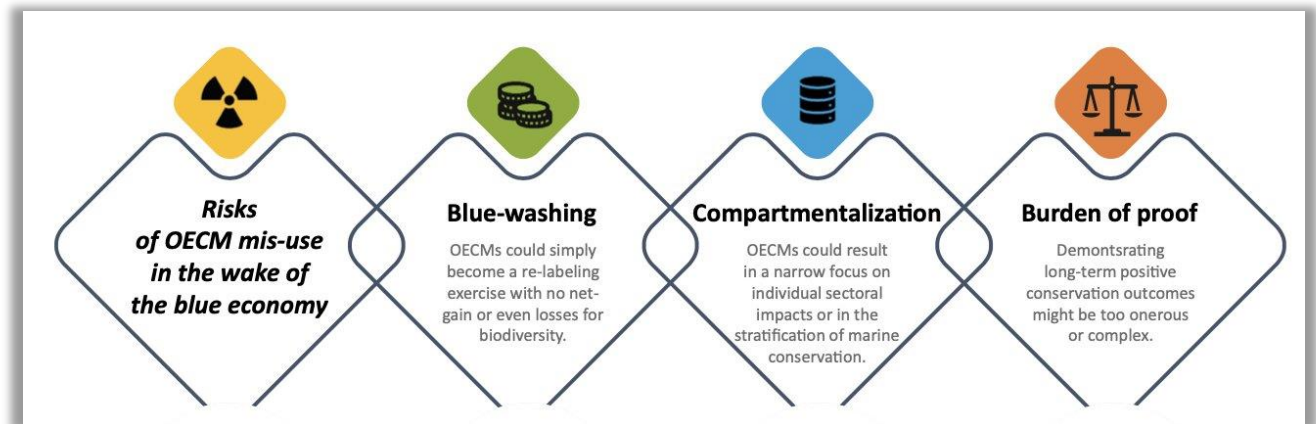 Risks
of OECM mis-use
in the wake of
the blue economy
Blue-washing
OECMs could simply
become a re-labeling
exercise with no net-
gain or even losses for
biodiversity.
Compartmentalization
OECMs could result
in a narrow focus on
individual sectoral
impacts or in the
stratification of marine
conservation.
Burden of proof
Demontsrating
long-term positive
conservation outcomes
might be too onerous
or complex.